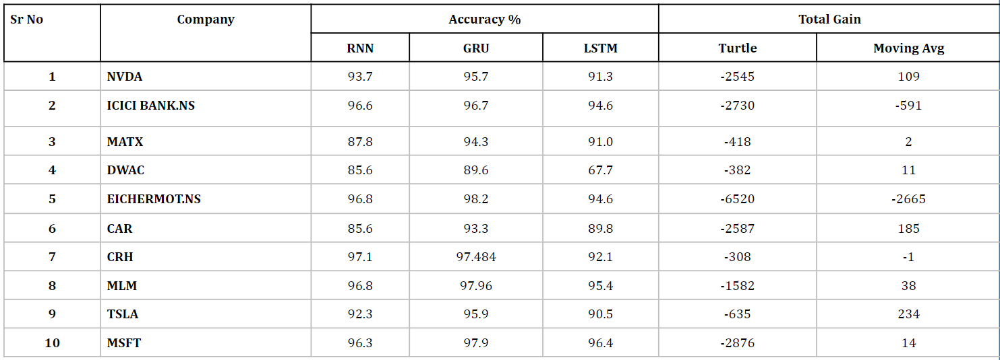 Sr No Company Accuracy % Total Gain
RNN GRU LSTM Turtle Moving Avg
1 NVDA 93.7 95.7 91.3 -2545 109
2 ICICI BANK.NS 96.6 96.7 94.6 -2730 -591
3 MATX 87.8 94.3 91.0 -418 2
4 DWAC 85.6 89.6 67.7 -382 11
5 EICHERMOT.NS 96.8 98.2 94.6 -6520 -2665
6 CAR 85.6 93.3 89.8 -2587 185
7 CRH 97.1 97.484 92.1 -308 -1
8 MLM 96.8 97.96 95.4 -1582 38
9 TSLA 92.3 95.9 90.5 -635 234
10 MSFT 96.3 97.9 96.4 -2876 14